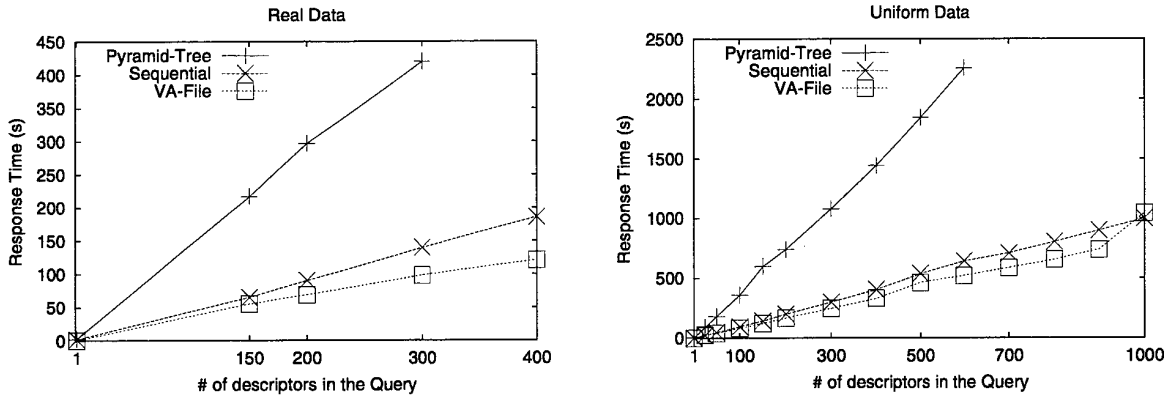 Real Data
450
400
350
300
250
200
150
100
50
0
Response Time (s)
Pyramid-Tree
Sequential
VA-File
1
150
200
300
400
# of descriptors in the Query
Uniform Data
2500
2000
1500
1000
500
0
Response Time (s)
Pyramid-Tree
Sequential
VA-File
1
100
300
500
700
1000
# of descriptors in the Query